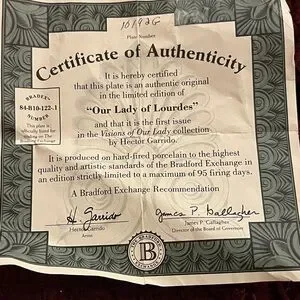 10192G
Plate Number
Certificate of Authenticity
BRADEX
84-B10-122.1
NUMBER
This plate is
officially listed for
trading on The
Bradford Exchange
It is hereby certified
that this plate is an authentic original
in the limited edition of
"Our Lady of Lourdes"
and that it is the first issue
in the Visions of Our Lady collection
by Hector Garrido.
It is produced on hard-fired porcelain to the highest
quality and artistic standards of the Bradford Exchange in
an edition strictly limited to a maximum of 95 firing days.
A Bradford Exchange Recommendation
H. Garrido
Hector Garrido
Artist
James P. Gallagher
James P. Gallagher
Director of the Board of Governors
B